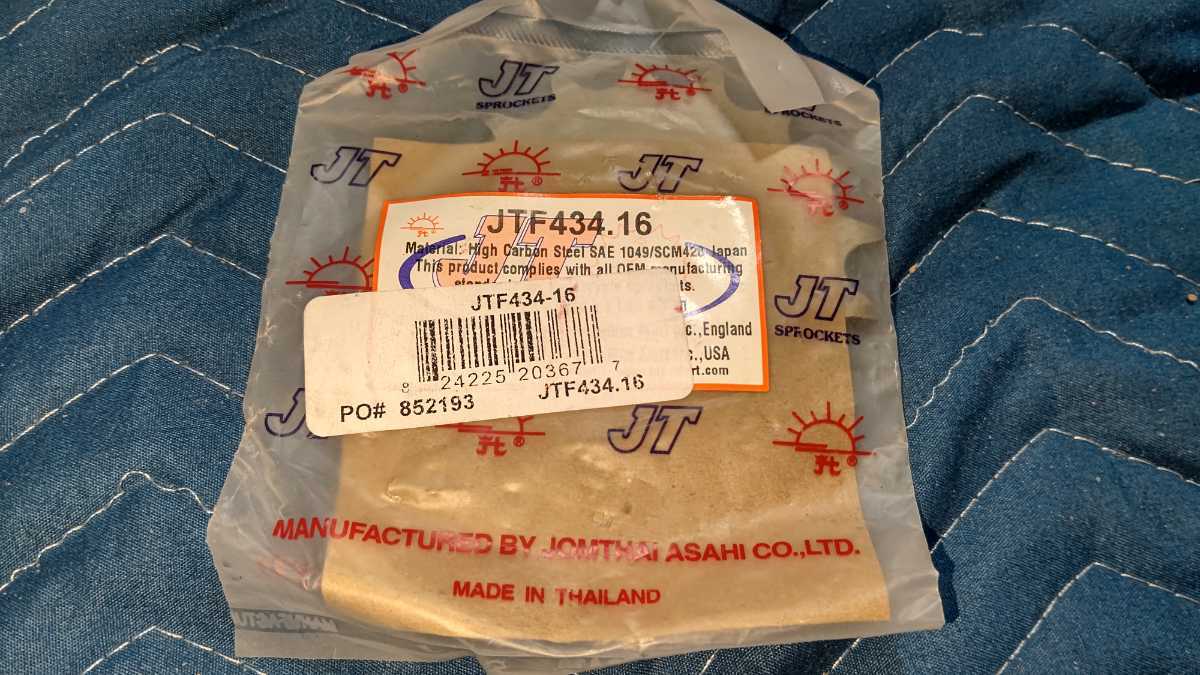 JT
SPROCKETS
SPROCKETS
JT
JT
JTF434.16
Material: High Carbon Steel SAE 1049/SCM420 Japan
This product complies with all OEM manufacturing
JT
SPROCKETS
JTF434-16
8 24225 20367 7
PO# 852193
JTF434.16
c.,England
c.,USA
rt.com
JT
JT
MANUFACTURED BY JOMTHAI ASAHI CO.,LTD.
MADE IN THAILAND
MANUFACTU